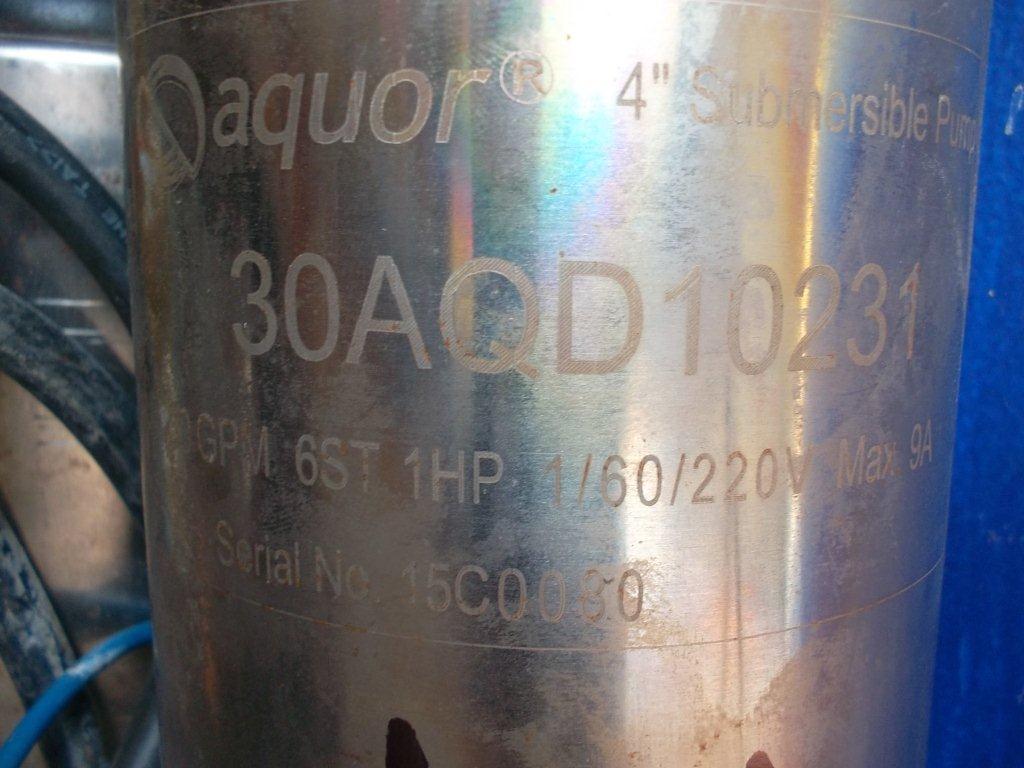 aquor® 4" Submersible Pump
30AQD10231
GPM 6ST 1HP 1/60/220V Max 9A
Serial No. 15C0080